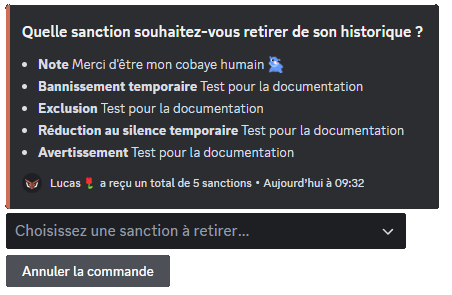 Quelle sanction souhaitez-vous retirer de son historique ?
• Note Merci d'être mon cobaye humain
• Bannissement temporaire Test pour la documentation
• Exclusion Test pour la documentation
• Réduction au silence temporaire Test pour la documentation
• Avertissement Test pour la documentation
Lucas 🌷 a reçu un total de 5 sanctions • Aujourd'hui à 09:32
Choisissez une sanction à retirer...
Annuler la commande